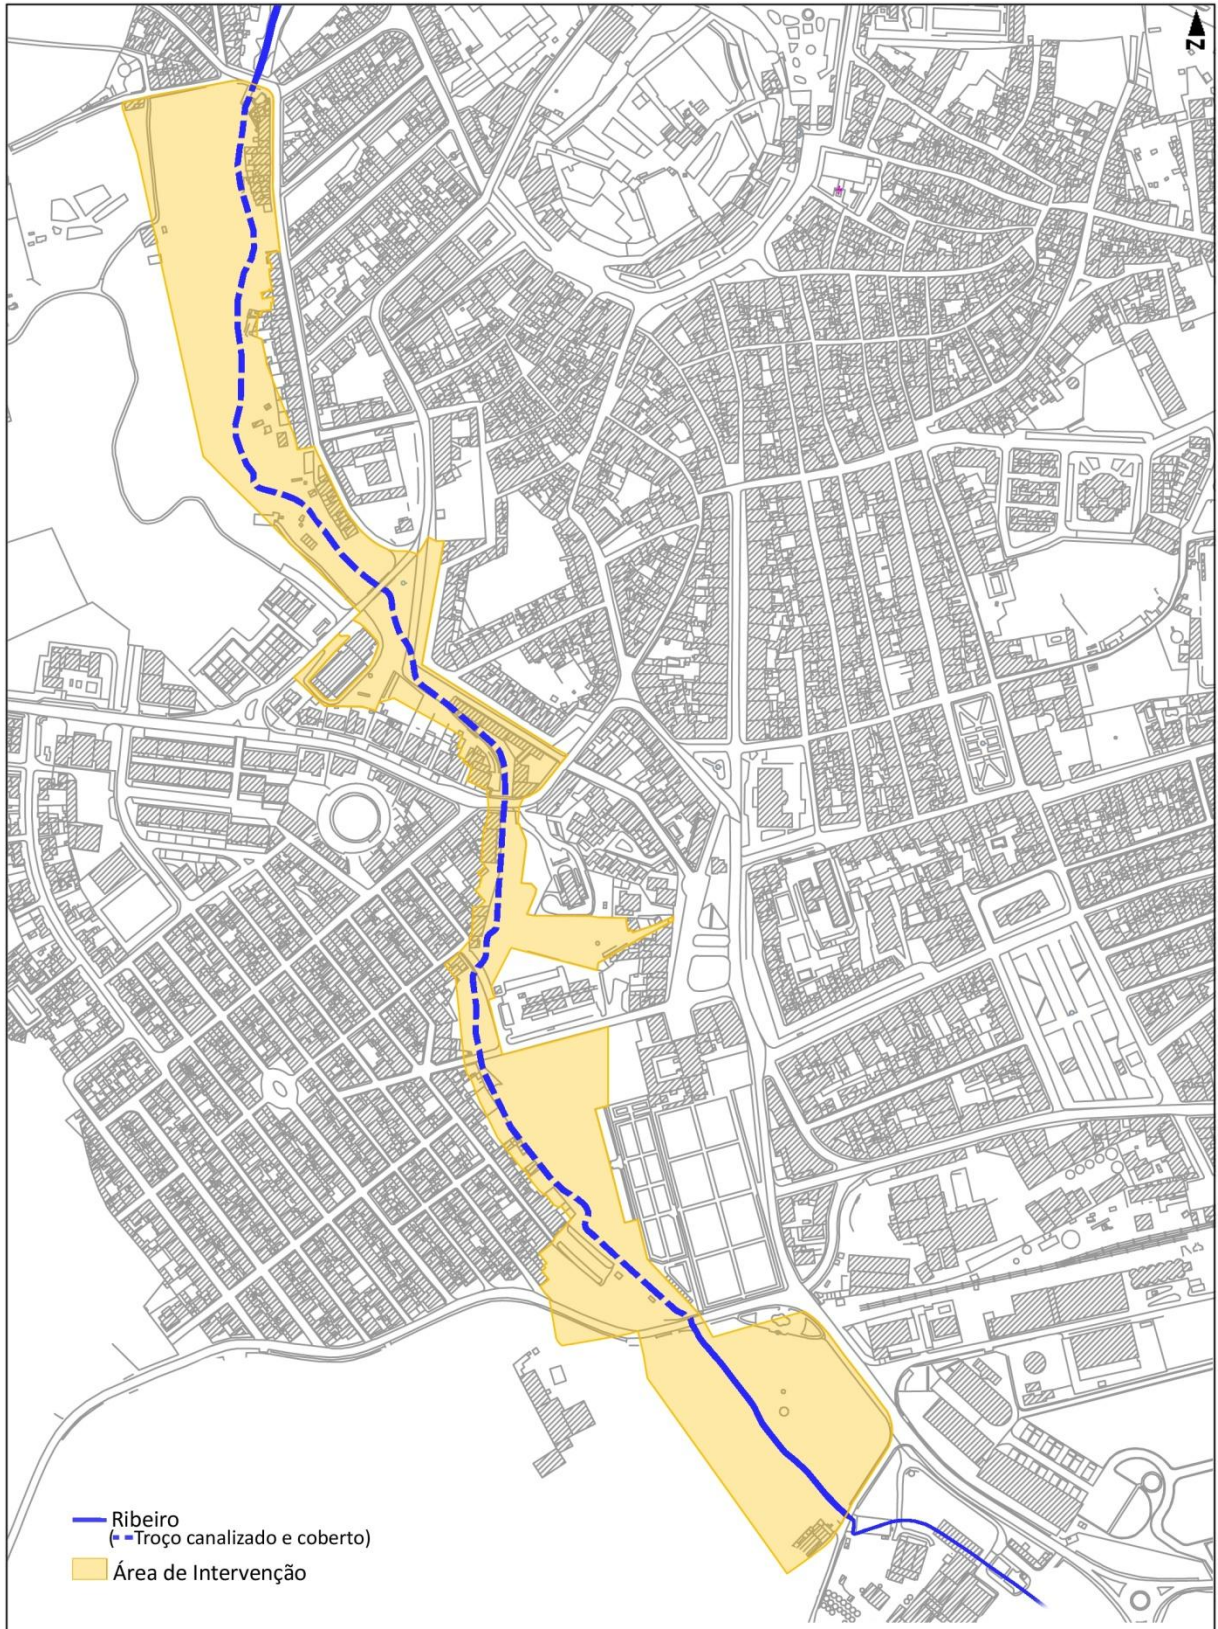 N
Ribeiro
(--Troço canalizado e coberto)
Área de Intervenção